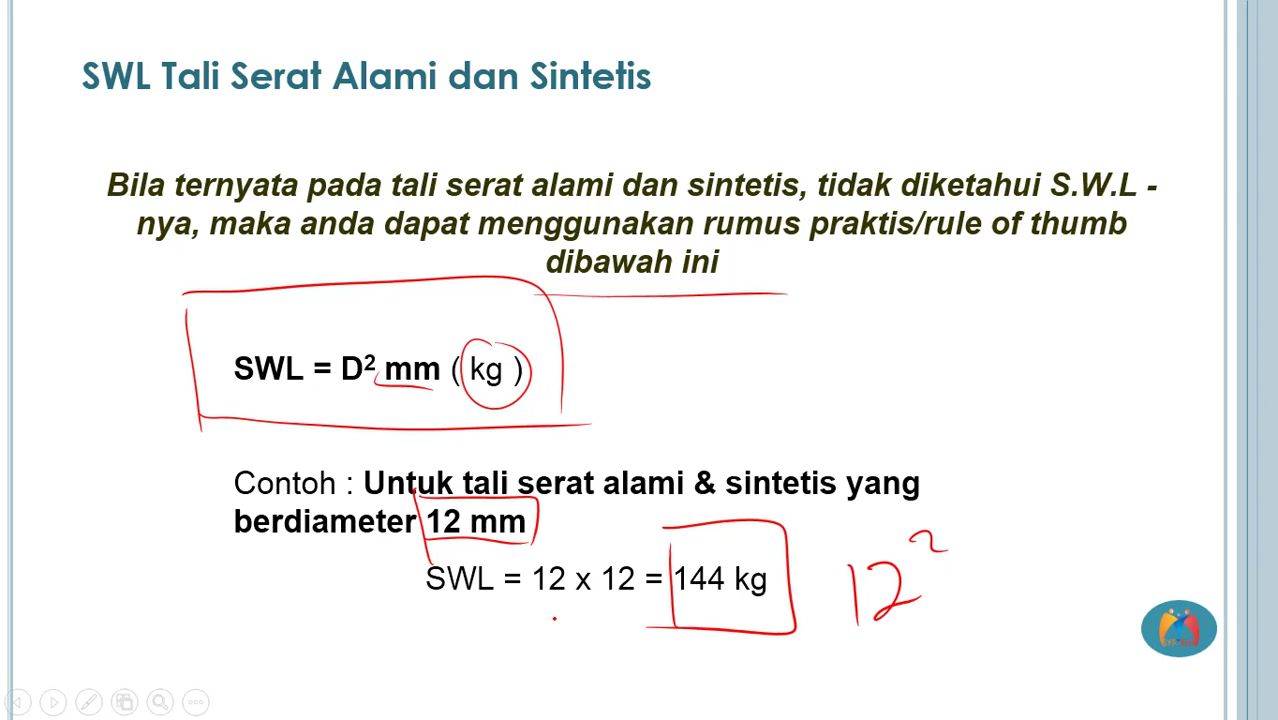 SWL Tali Serat Alami dan Sintetis
Bila ternyata pada tali serat alami dan sintetis, tidak diketahui S.W.L -
nya, maka anda dapat menggunakan rumus praktis/rule of thumb
dibawah ini
SWL = D² mm ( kg )
Contoh : Untuk tali serat alami & sintetis yang
berdiameter 12 mm
SWL = 12 x 12 = 144 kg
12²